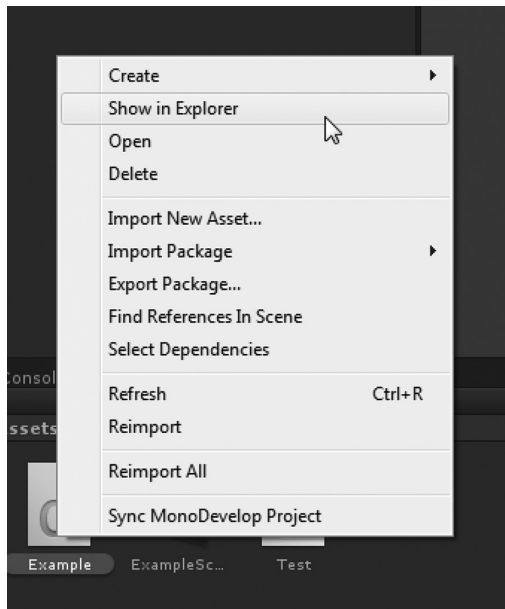 Create
Show in Explorer
Open
Delete
Import New Asset...
Import Package
Export Package...
Find References In Scene
Select Dependencies
Refresh Ctrl+R
Reimport
Reimport All
Sync MonoDevelop Project
Consol
ssets
Example ExampleSc... Test